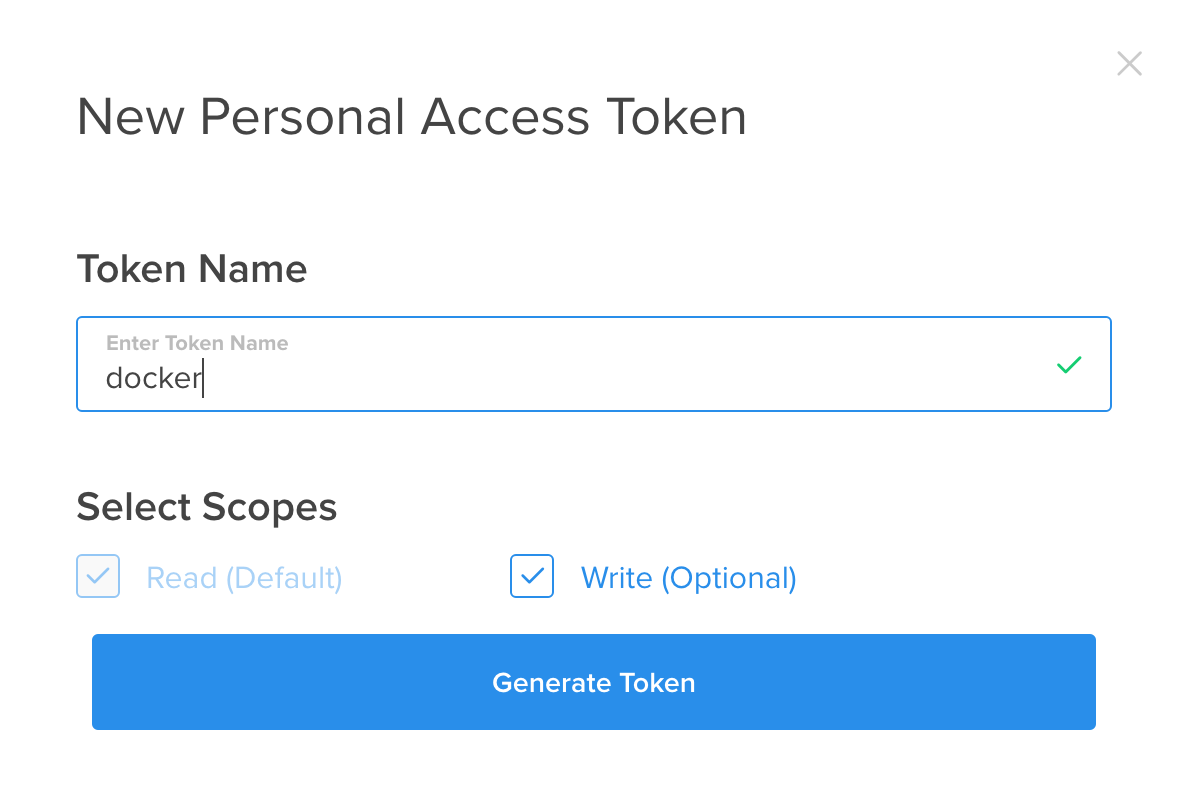 New Personal Access Token
Token Name
Enter Token Name
docker
Select Scopes
Read (Default)
Write (Optional)
Generate Token